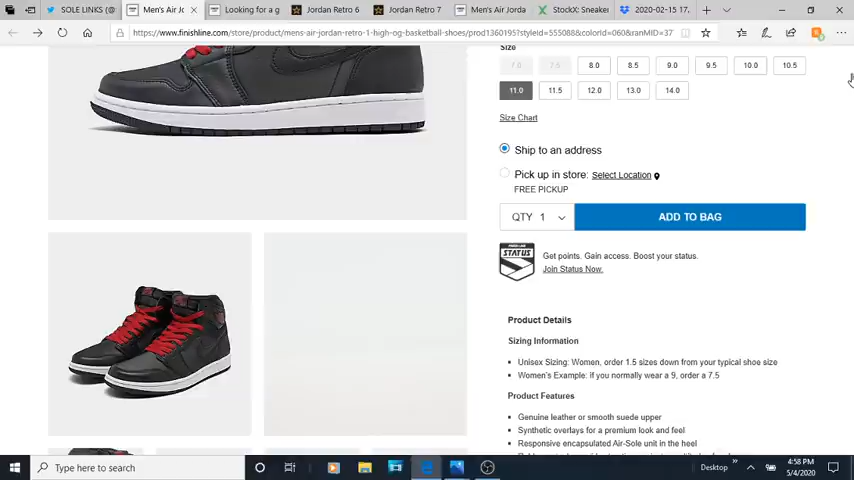 SOLE LINKS (@
Men's Air Jo
Looking for a g
Jordan Retro 6
Jordan Retro 7
Men's Air Jorda
StockX: Sneaker
2020-02-15 17,
https://www.finishline.com/store/product/mens-air-jordan-retro-1-high-og-basketball-shoes/prod1360195?styleid=555088&colorId=060&ranMID=37
Size
7.0 7.5 8.0 8.5 9.0 9.5 10.0 10.5
11.0 11.5 12.0 13.0 14.0
Size Chart
Ship to an address
Pick up in store: Select Location
FREE PICKUP
QTY 1 ADD TO BAG
FINISH LINE
STATUS
Get points. Gain access. Boost your status.
Join Status Now.
Product Details
Sizing Information
Unisex Sizing: Women, order 1.5 sizes down from your typical shoe size
Women's Example: if you normally wear a 9, order a 7.5
Product Features
Genuine leather or smooth suede upper
Synthetic overlays for a premium look and feel
Responsive encapsulated Air-Sole unit in the heel
Type here to search
Desktop
4:58 PM
5/4/2020